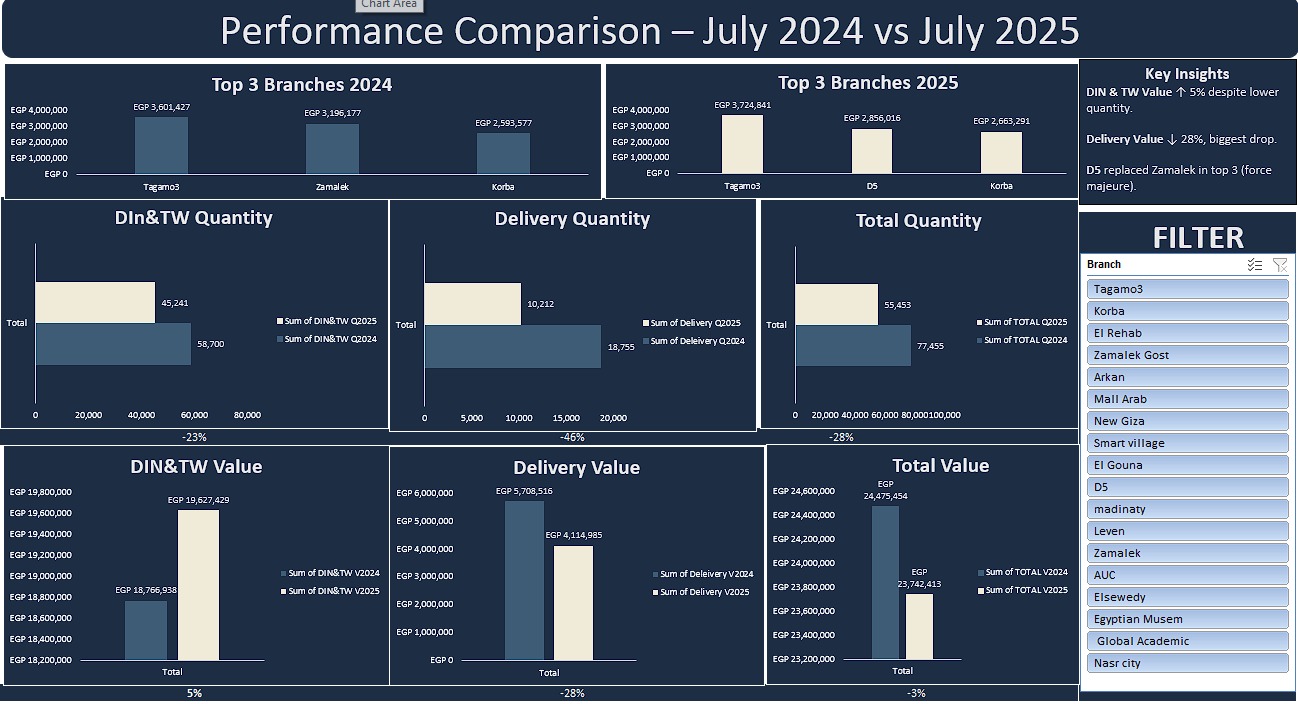 Chart Area
Performance Comparison – July 2024 vs July 2025
Top 3 Branches 2024
EGP 4,000,000
EGP 3,000,000
EGP 2,000,000
EGP 1,000,000
EGP 0
EGP 3,601,427
EGP 3,196,177
EGP 2,593,577
Tagamo3
Zamalek
Korba
Top 3 Branches 2025
EGP 4,000,000
EGP 3,000,000
EGP 2,000,000
EGP 1,000,000
EGP 0
EGP 3,724,841
EGP 2,856,016
EGP 2,663,291
Tagamo3
D5
Korba
Key Insights
DIN & TW Value ↑ 5% despite lower
quantity.
Delivery Value ↓ 28%, biggest drop.
D5 replaced Zamalek in top 3 (force
majeure).
DIn&TW Quantity
Total
45,241
58,700
Sum of DIN&TW Q2025
Sum of DIN&TW Q2024
0 20,000 40,000 60,000 80,000
-23%
Delivery Quantity
Total
10,212
18,755
Sum of Delivery Q2025
Sum of Deleivery Q2024
0 5,000 10,000 15,000 20,000
-46%
Total Quantity
Total
55,453
77,455
Sum of TOTAL Q2025
Sum of TOTAL Q2024
0 20,000 40,000 60,000 80,000100,000
-28%
DIN&TW Value
EGP 19,800,000
EGP 19,600,000
EGP 19,400,000
EGP 19,200,000
EGP 19,000,000
EGP 18,800,000
EGP 18,600,000
EGP 18,400,000
EGP 18,200,000
EGP 18,766,938
EGP 19,627,429
Total
Sum of DIN&TW V2024
Sum of DIN&TW V2025
5%
Delivery Value
EGP 6,000,000
EGP 5,000,000
EGP 4,000,000
EGP 3,000,000
EGP 2,000,000
EGP 1,000,000
EGP 0
EGP 5,708,516
EGP 4,114,985
Total
Sum of Deleivery V2024
Sum of Delivery V2025
-28%
Total Value
EGP 24,600,000
EGP 24,400,000
EGP 24,200,000
EGP 24,000,000
EGP 23,800,000
EGP 23,600,000
EGP 23,400,000
EGP 23,200,000
EGP
24,475,454
EGP
23,742,413
Total
Sum of TOTAL V2024
Sum of TOTAL V2025
-3%
FILTER
Branch
Tagamo3
Korba
El Rehab
Zamalek Gost
Arkan
Mall Arab
New Giza
Smart village
El Gouna
D5
madinaty
Leven
Zamalek
AUC
Elsewedy
Egyptian Musem
Global Academic
Nasr city